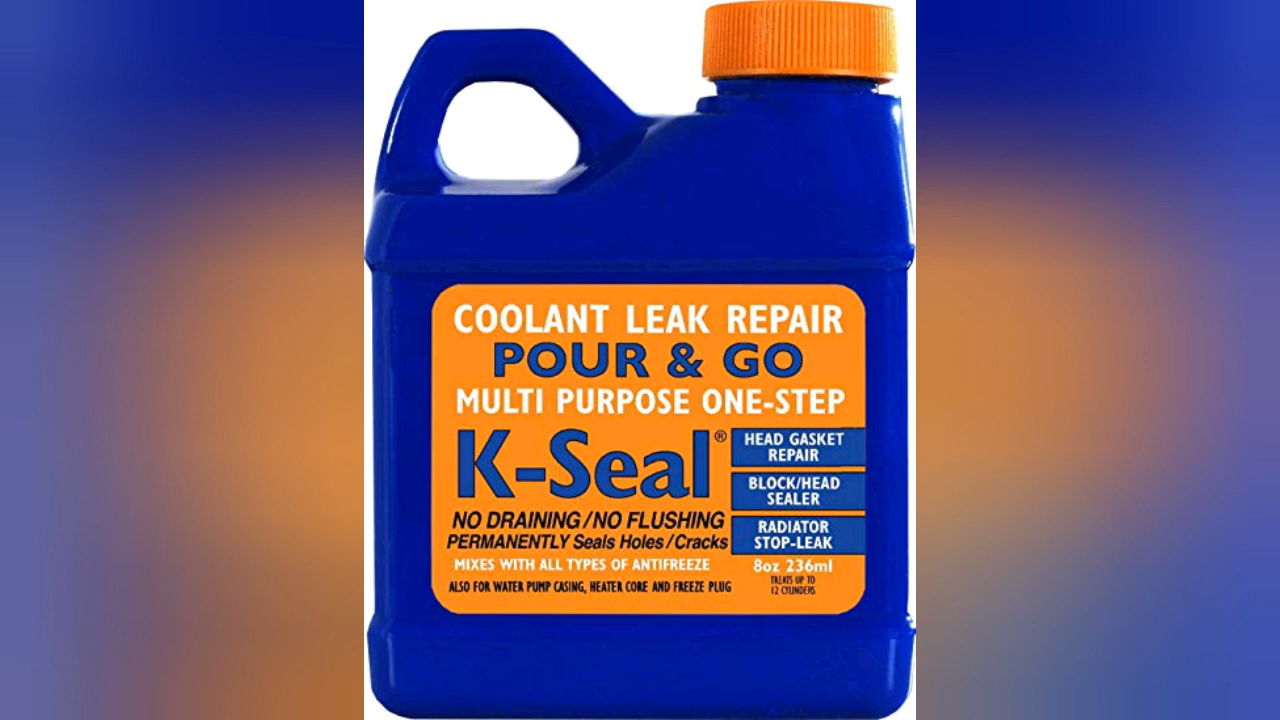 COOLANT LEAK REPAIR
POUR & GO
MULTI PURPOSE ONE-STEP
K-Seal®
HEAD GASKET
REPAIR
BLOCK/HEAD
SEALER
RADIATOR
STOP-LEAK
NO DRAINING/NO FLUSHING
PERMANENTLY Seals Holes/Cracks
MIXES WITH ALL TYPES OF ANTIFREEZE
ALSO FOR WATER PUMP CASING, HEATER CORE AND FREEZE PLUG
8oz 236ml
TREATS UP TO
12 CYLINDERS